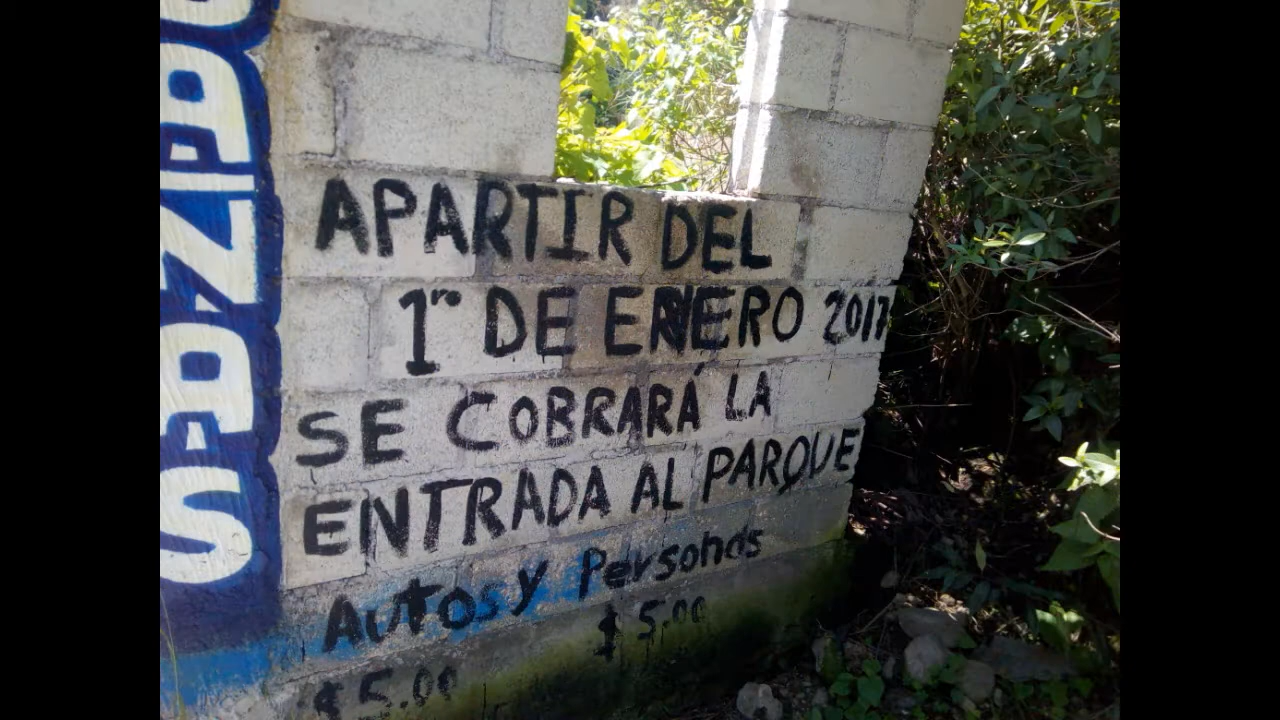 APARTIR DEL
1ro DE ENERO 2017
SE COBRARÁ LA
ENTRADA AL PARQUE
AUTOS y PersoNas
$ 5.00
$ 5.00